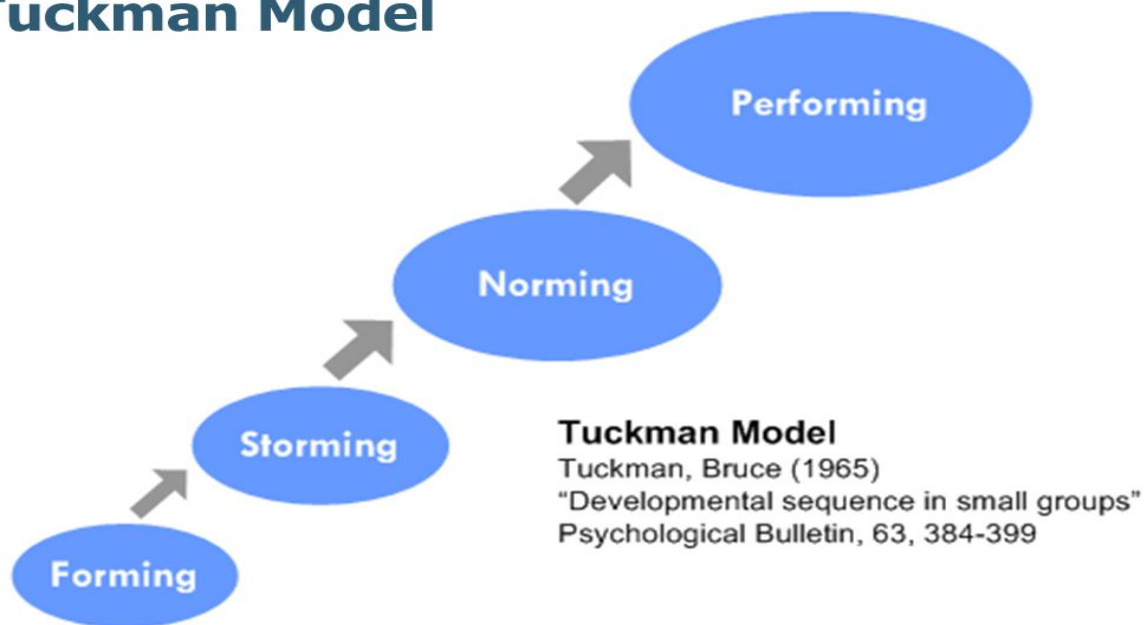 Tuckman Model
Performing
Norming
Storming
Forming
Tuckman Model
Tuckman, Bruce (1965)
“Developmental sequence in small groups”
Psychological Bulletin, 63, 384-399